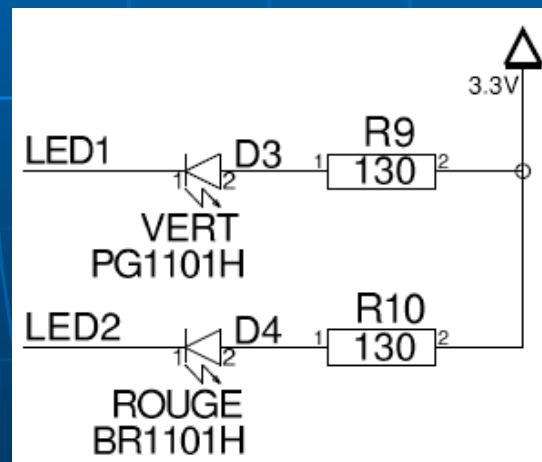 3.3V
LED1
D3
R9
1
2
1
130
2
VERT
PG1101H
LED2
D4
R10
1
2
1
130
2
ROUGE
BR1101H